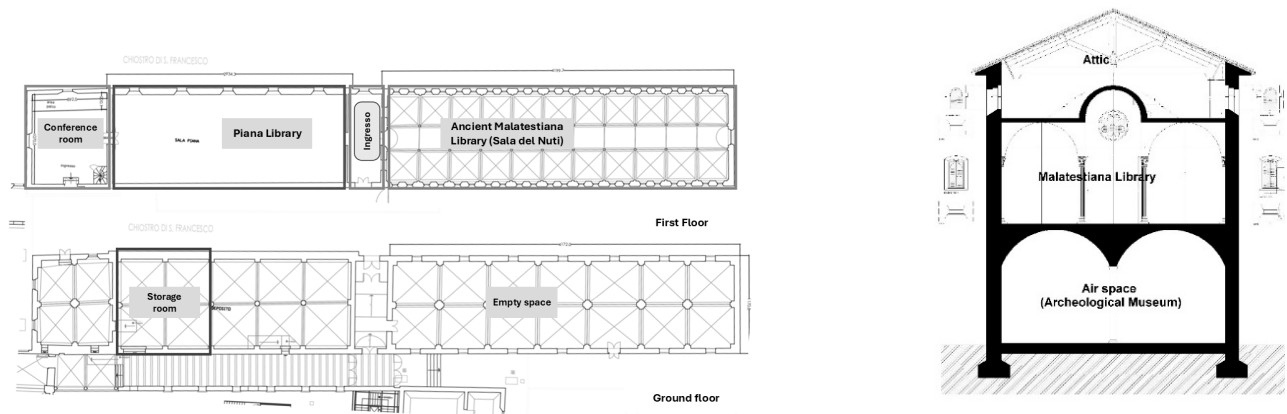 CHIOSTRO DI S. FRANCESCO
Conference
room
Piana Library
SALA PIANA
Ingresso
Ancient Malatestiana
Library (Sala del Nuti)
First Floor
CHIOSTRO DI S. FRANCESCO
Storage
room
DEPOSITO
Empty space
Ground floor
Attic
Malatestiana Library
Air space
(Archeological Museum)